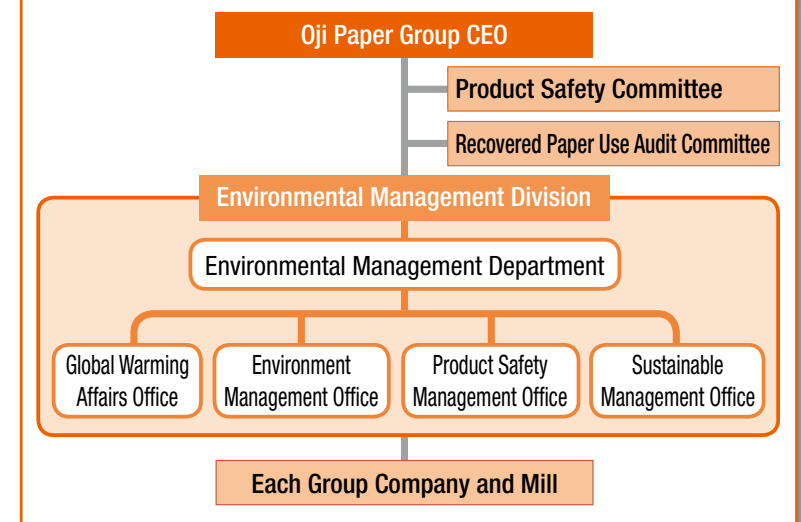 Oji Paper Group CEO
Product Safety Committee
Recovered Paper Use Audit Committee
Environmental Management Division
Environmental Management Department
Global Warming
Affairs Office
Environment
Management Office
Product Safety
Management Office
Sustainable
Management Office
Each Group Company and Mill